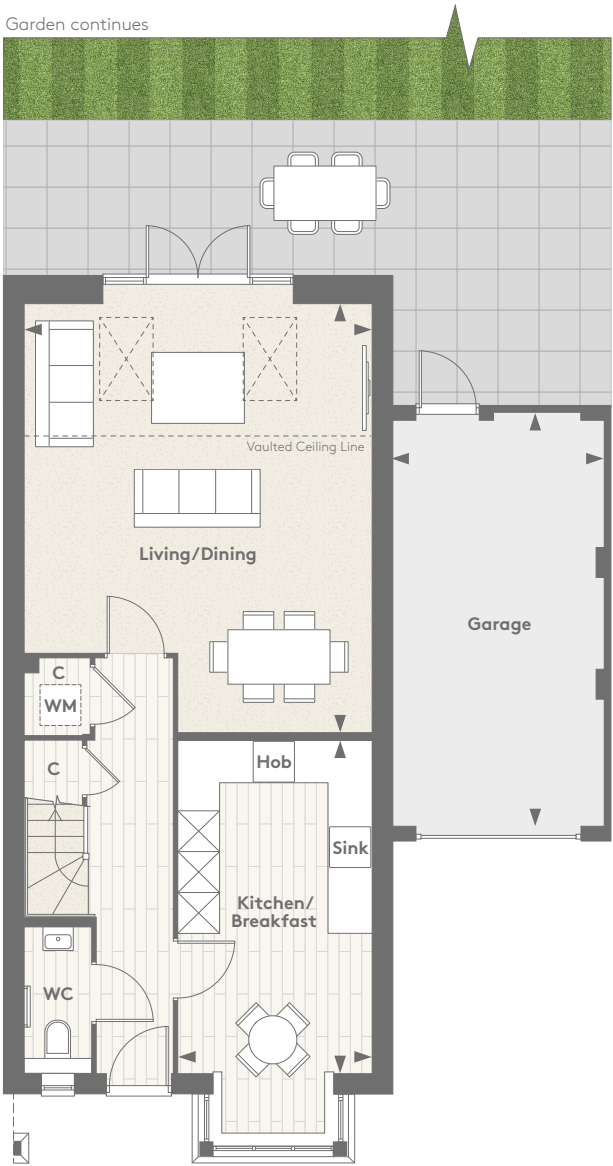 Garden continues
Vaulted Ceiling Line
Living/Dining
Garage
C
WM
C
Hob
Sink
Kitchen/
Breakfast
WC